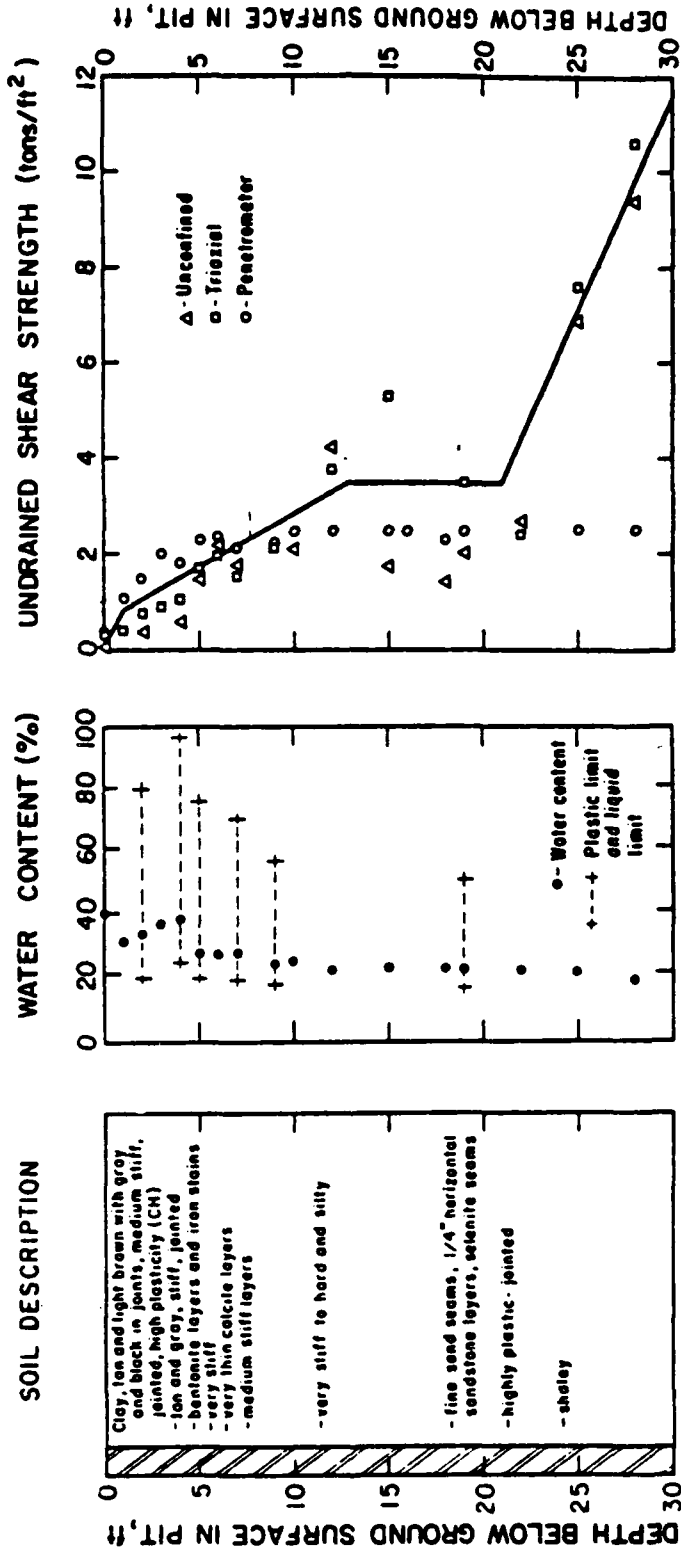 SOIL DESCRIPTION
Clay, tan and light brown with gray
and black in joints, medium stiff,
jointed, high plasticity (CH)
- tan and gray, stiff, jointed
- bentonite layers and iron stains
- very stiff
- very thin calcite layers
- medium stiff layers
- very stiff to hard and silty
- fine sand seams, 1/4" horizontal
sandstone layers, selenite seams
- highly plastic - jointed
- shaley
DEPTH BELOW GROUND SURFACE IN PIT, ft
0
5
10
15
20
25
30
WATER CONTENT (%)
0 20 40 60 80 100
●- Water content
+---+ Plastic limit
and liquid
limit
UNDRAINED SHEAR STRENGTH (tons/ft²)
0 2 4 6 8 10 12
△ - Unconfined
□ - Triaxial
○ - Penetrometer
0
5
10
15
20
25
30
DEPTH BELOW GROUND SURFACE IN PIT, ft